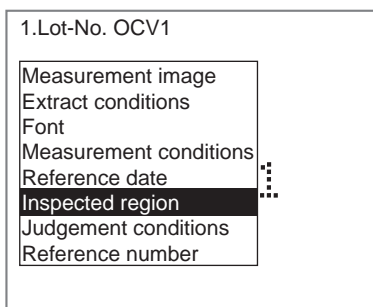 1.Lot-No. OCV1
Measurement image
Extract conditions
Font
Measurement conditions
Reference date
1
Inspected region
Judgement conditions
Reference number